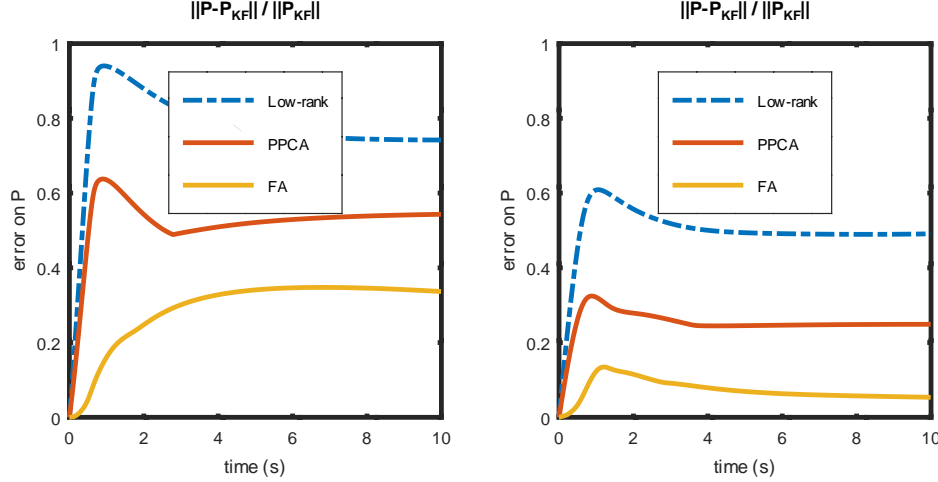 ||P-P_KF|| / ||P_KF||
error on P
1
0.8
0.6
0.4
0.2
0
0 2 4 6 8 10
time (s)
Low-rank
PPCA
FA
||P-P_KF|| / ||P_KF||
error on P
1
0.8
0.6
0.4
0.2
0
0 2 4 6 8 10
time (s)
Low-rank
PPCA
FA